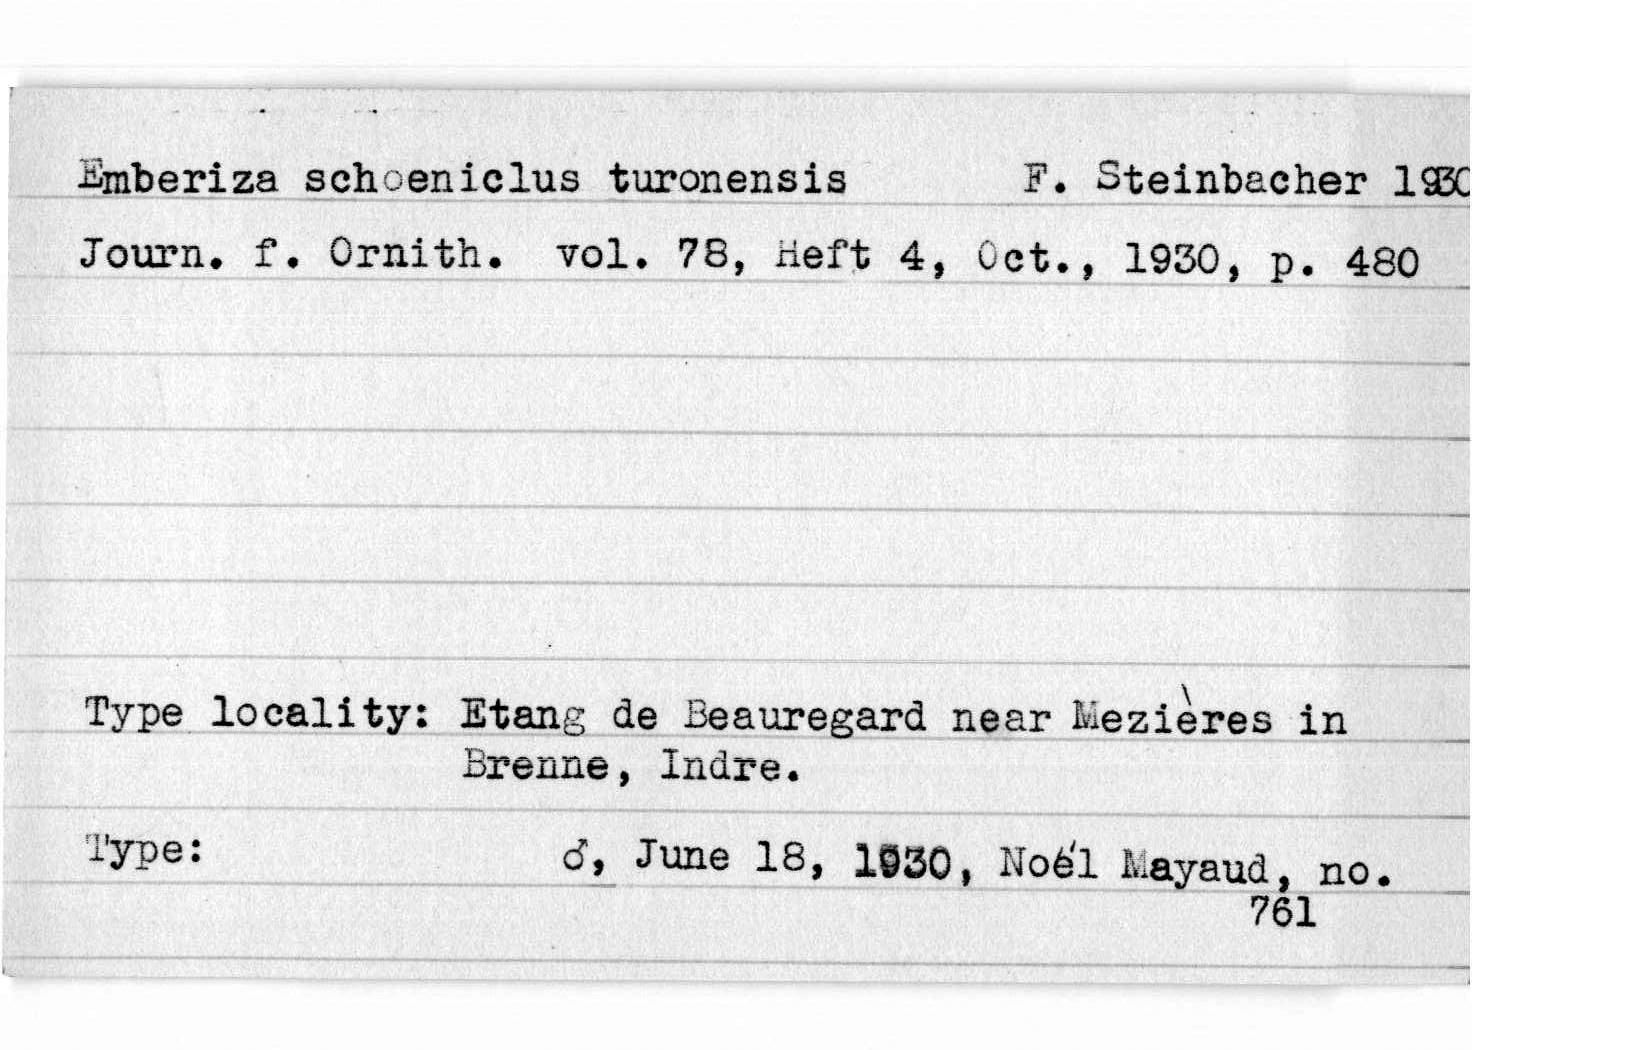 Emberiza schoeniclus turonensis F. Steinbacher 1930
Journ. f. Ornith. vol. 78, Heft 4, Oct., 1930, p. 480
Type locality: Etang de Beauregard near Mezières in
Brenne, Indre.
Type: ♂, June 18, 1930, Noél Mayaud, no.
761